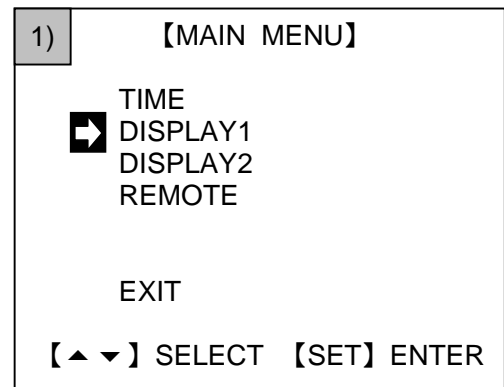 1) 【MAIN MENU】
TIME
DISPLAY1
DISPLAY2
REMOTE
EXIT
【▲ ▼】 SELECT 【SET】 ENTER